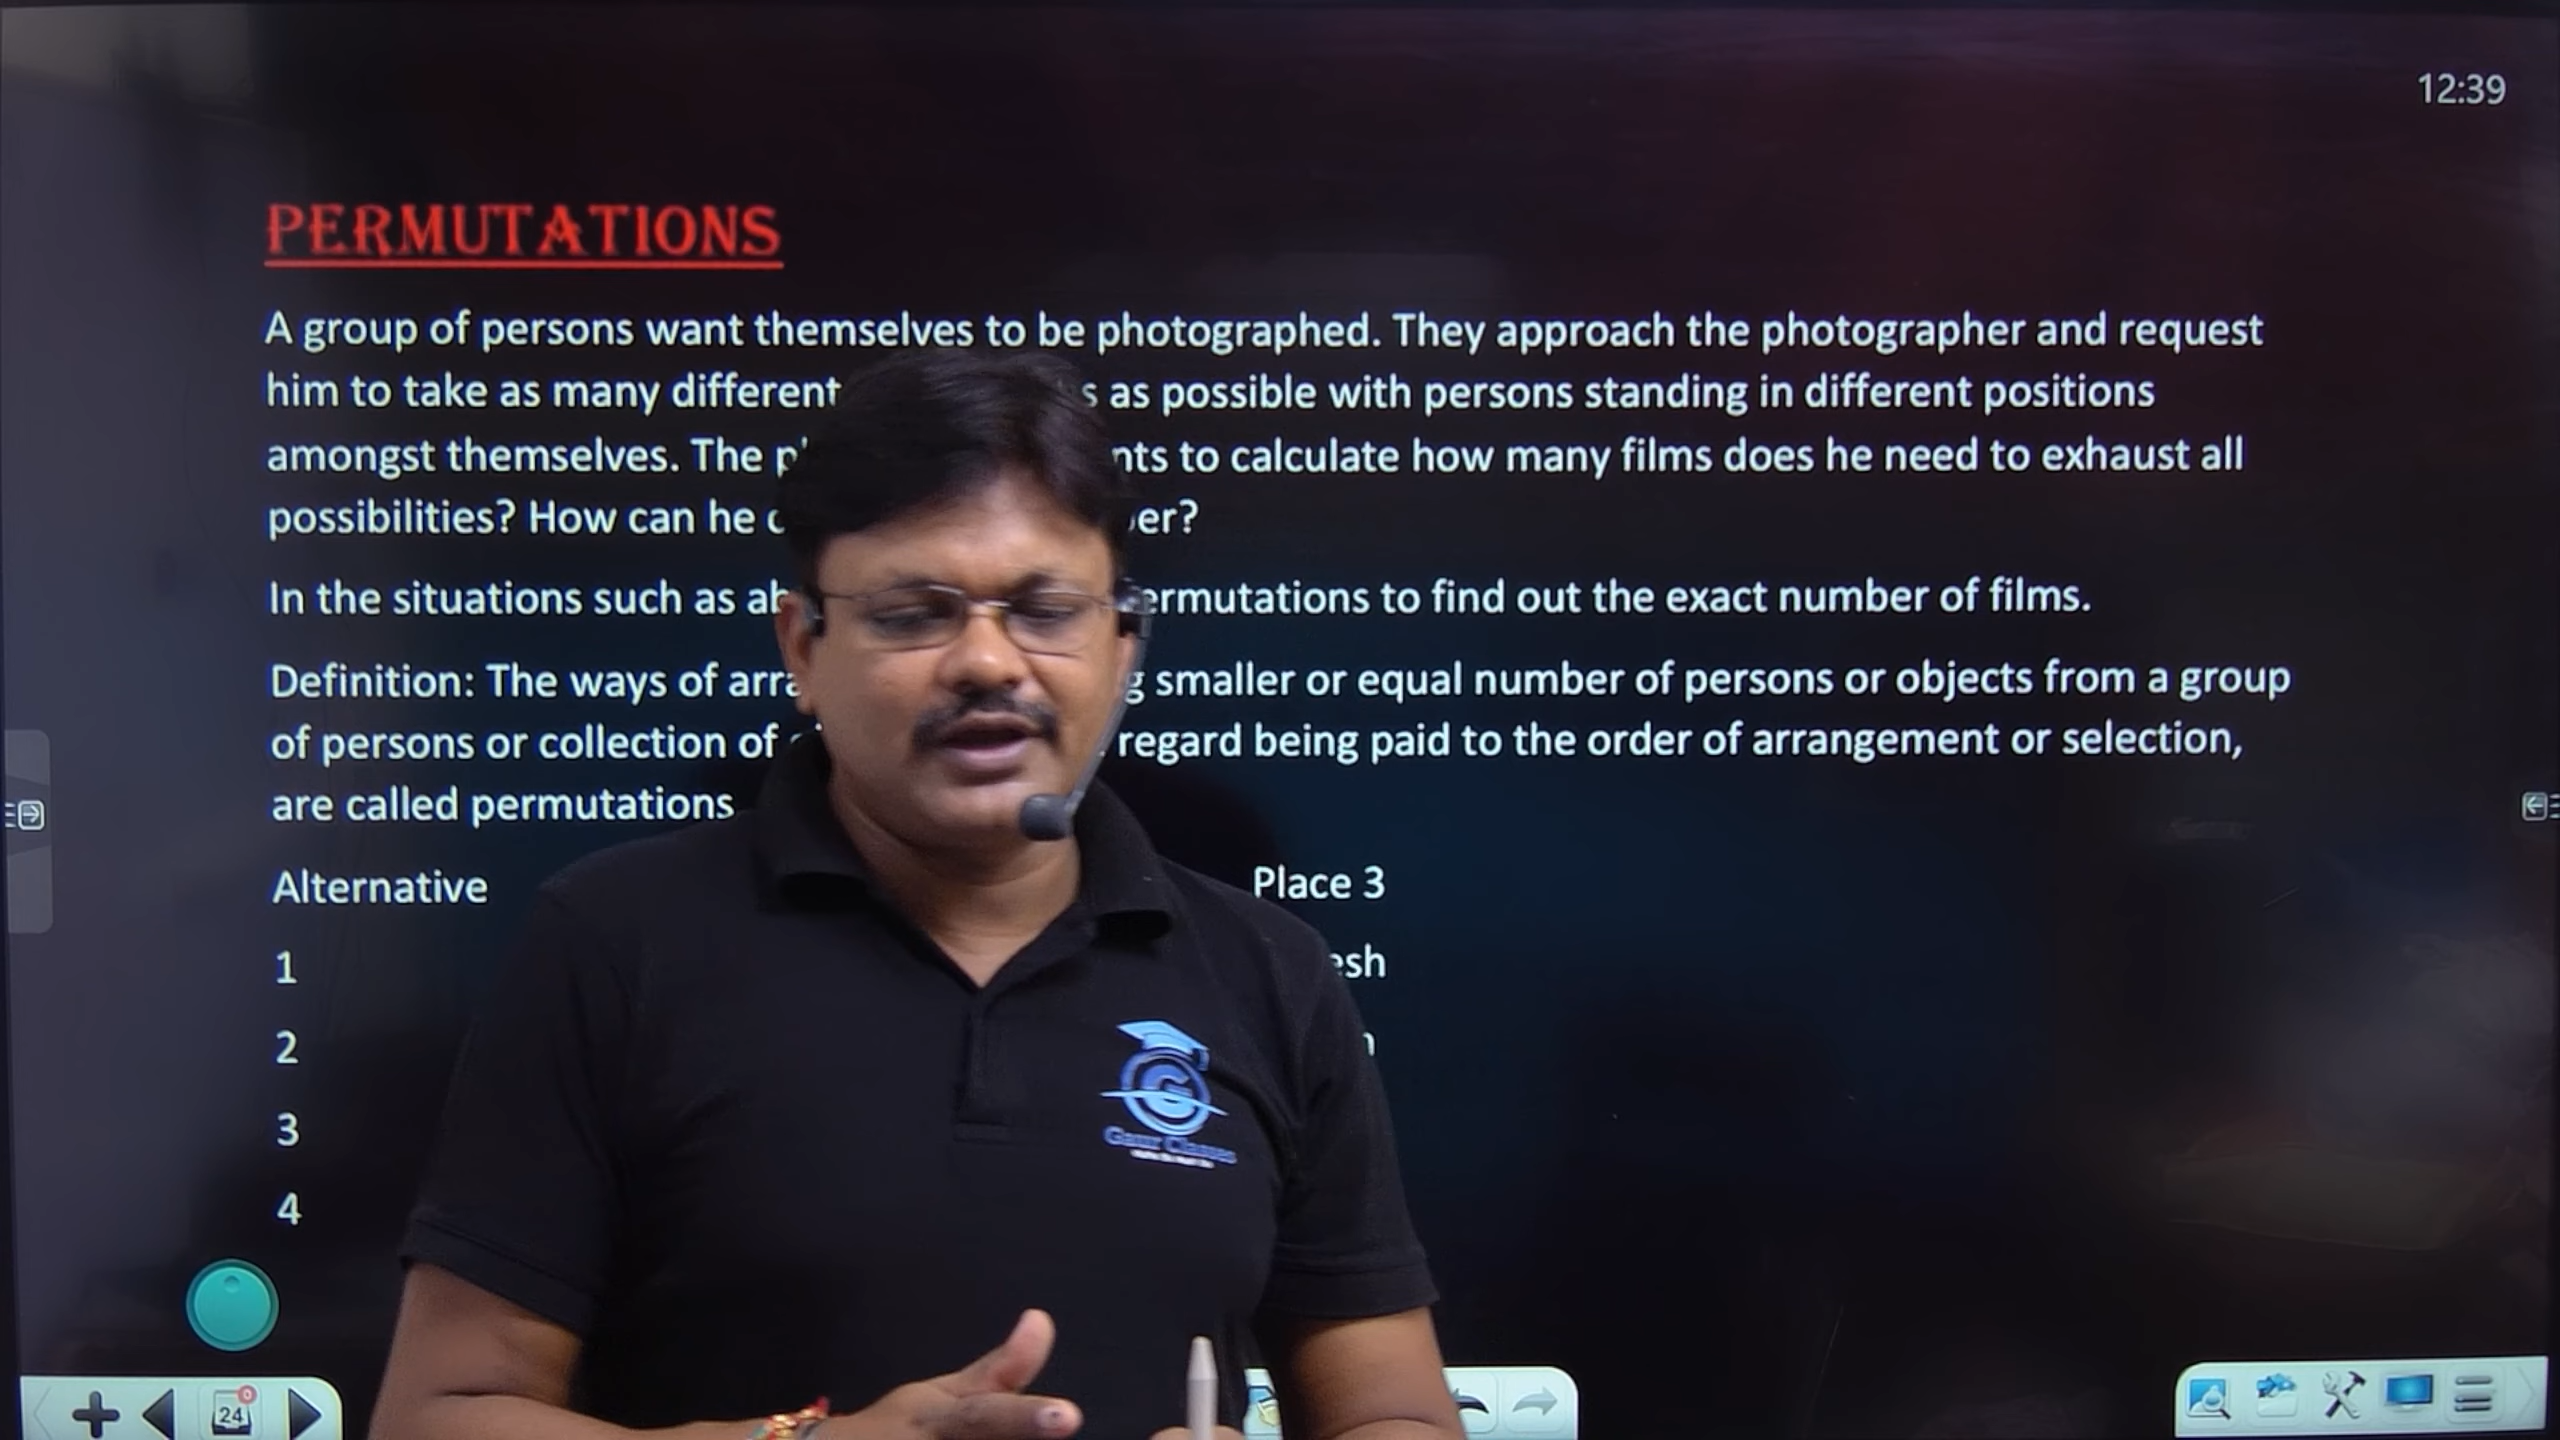 12:39
PERMUTATIONS
A group of persons want themselves to be photographed. They approach the photographer and request
him to take as many different as possible with persons standing in different positions
amongst themselves. The to calculate how many films does he need to exhaust all
possibilities? How can he
In the situations such as to find out the exact number of films.
Definition: The ways of smaller or equal number of persons or objects from a group
of persons or collection of regard being paid to the order of arrangement or selection,
are called permutations
Alternative Place 3
1
2
3
4
Gaur Classes
0
24